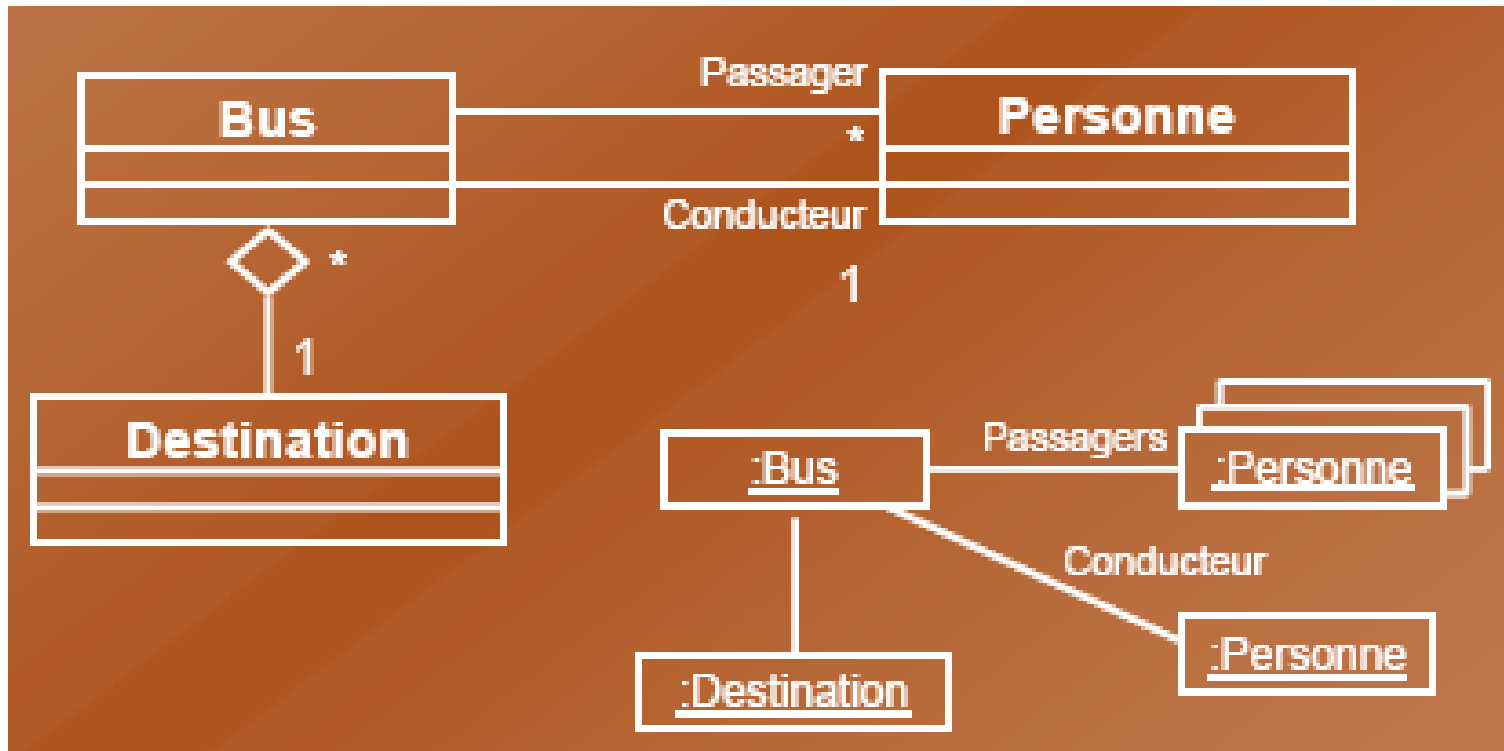 Passager
Bus
Personne
*
Conducteur
*
1
1
Destination
Passagers
:Bus
:Personne
Conducteur
:Personne
:Destination